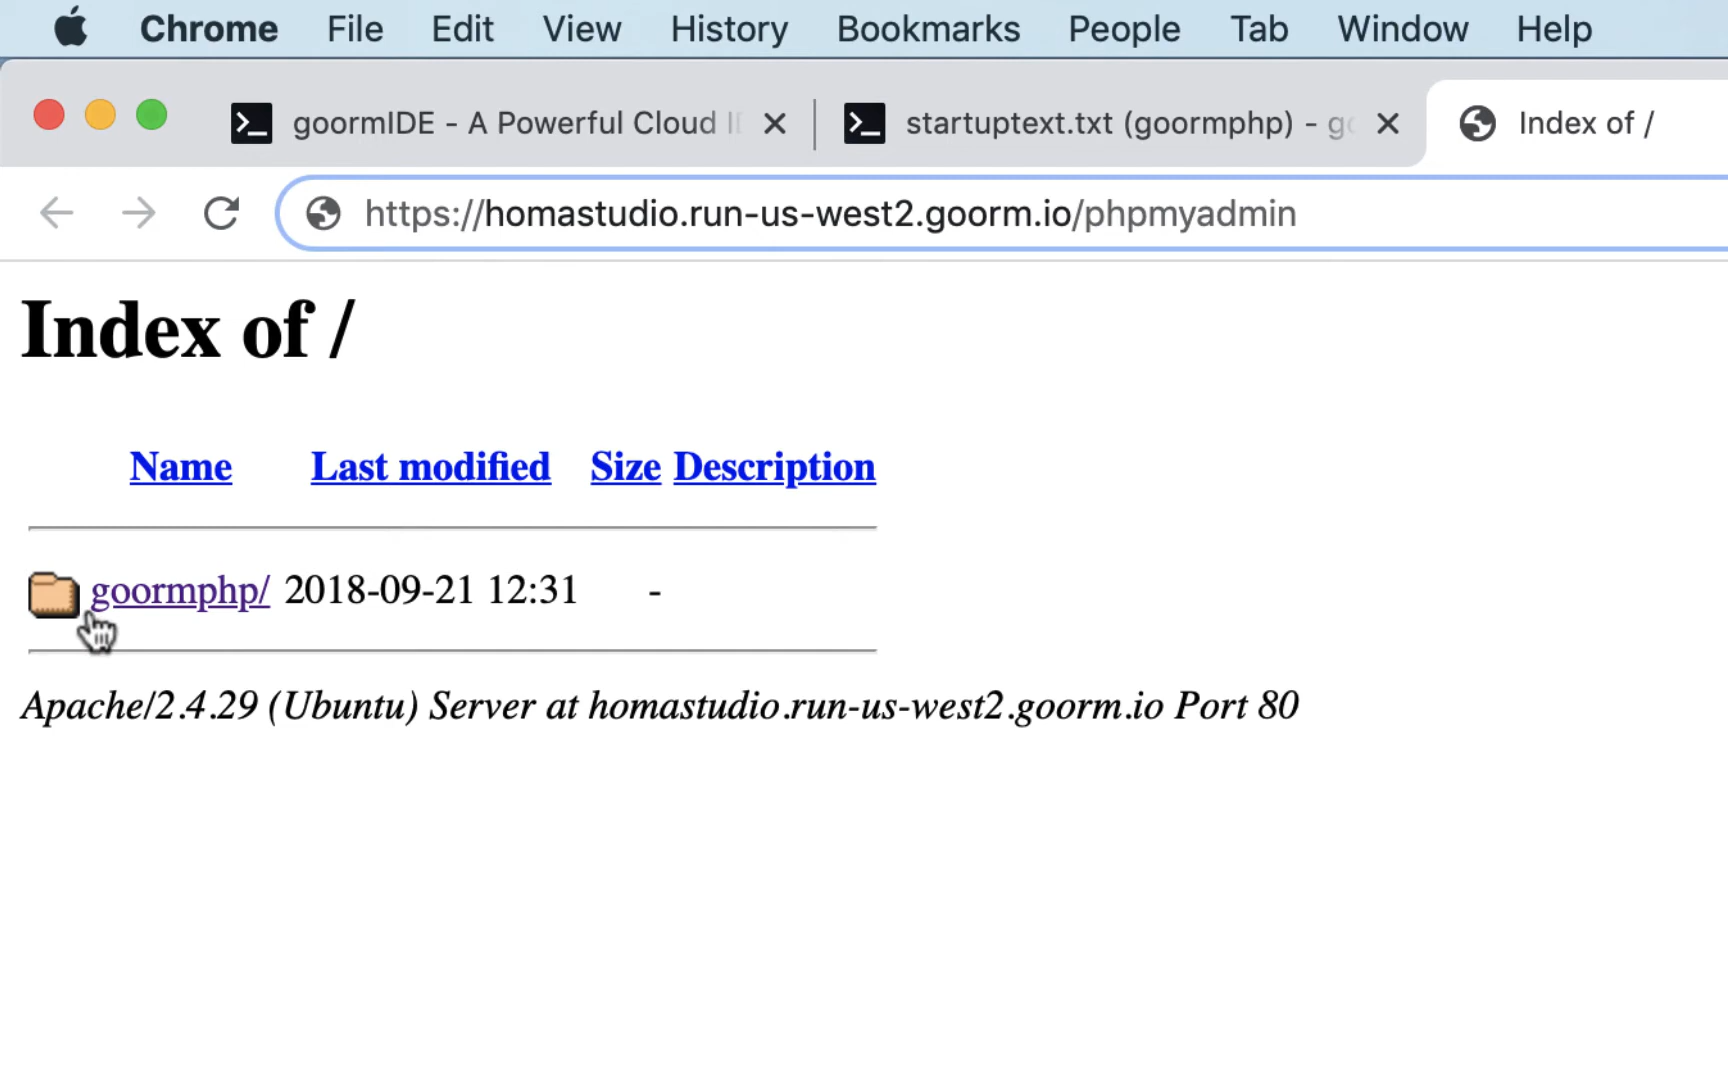 Chrome File Edit View History Bookmarks People Tab Window Help
goormIDE - A Powerful Cloud startuptext.txt (goormphp) - Index of /
https://homastudio.run-us-west2.goorm.io/phpmyadmin
Index of /
Name Last modified Size Description
goormphp/ 2018-09-21 12:31 -
Apache/2.4.29 (Ubuntu) Server at homastudio.run-us-west2.goorm.io Port 80